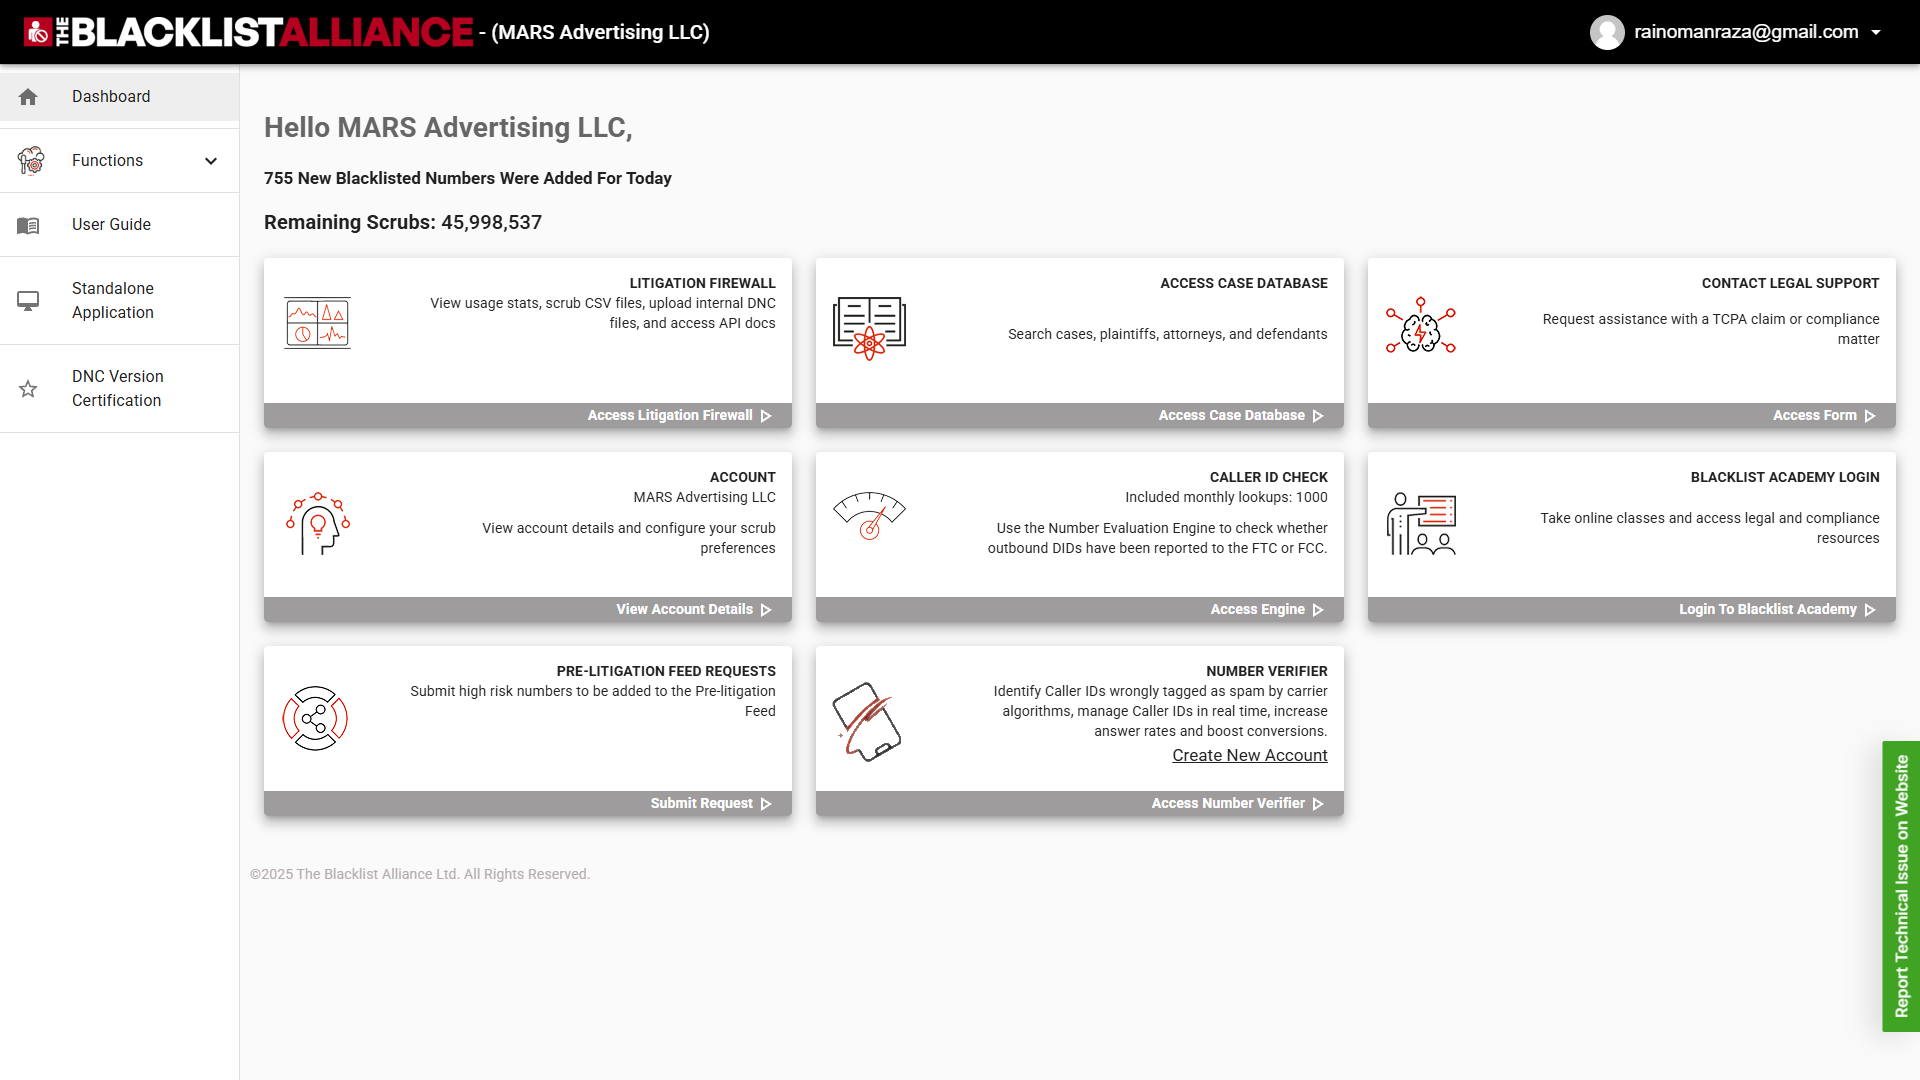 THE BLACKLISTALLIANCE - (MARS Advertising LLC)
rainomanraza@gmail.com
Dashboard
Functions
User Guide
Standalone
Application
DNC Version
Certification
Hello MARS Advertising LLC,
755 New Blacklisted Numbers Were Added For Today
Remaining Scrubs: 45,998,537
LITIGATION FIREWALL
View usage stats, scrub CSV files, upload internal DNC
files, and access API docs
Access Litigation Firewall
ACCESS CASE DATABASE
Search cases, plaintiffs, attorneys, and defendants
Access Case Database
CONTACT LEGAL SUPPORT
Request assistance with a TCPA claim or compliance
matter
Access Form
ACCOUNT
MARS Advertising LLC
View account details and configure your scrub
preferences
View Account Details
CALLER ID CHECK
Included monthly lookups: 1000
Use the Number Evaluation Engine to check whether
outbound DIDs have been reported to the FTC or FCC.
Access Engine
BLACKLIST ACADEMY LOGIN
Take online classes and access legal and compliance
resources
Login To Blacklist Academy
PRE-LITIGATION FEED REQUESTS
Submit high risk numbers to be added to the Pre-litigation
Feed
Submit Request
NUMBER VERIFIER
Identify Caller IDs wrongly tagged as spam by carrier
algorithms, manage Caller IDs in real time, increase
answer rates and boost conversions.
Create New Account
Access Number Verifier
Report Technical Issue on Website
©2025 The Blacklist Alliance Ltd. All Rights Reserved.